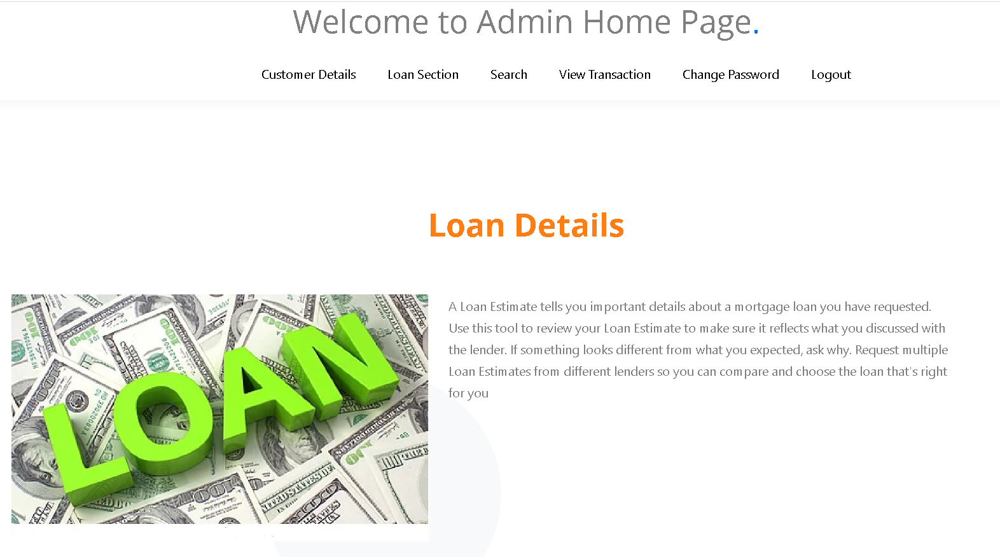 Welcome to Admin Home Page.
Customer Details Loan Section Search View Transaction Change Password Logout
Loan Details
A Loan Estimate tells you important details about a mortgage loan you have requested.
Use this tool to review your Loan Estimate to make sure it reflects what you discussed with
the lender. If something looks different from what you expected, ask why. Request multiple
Loan Estimates from different lenders so you can compare and choose the loan that's right
for you
LOAN